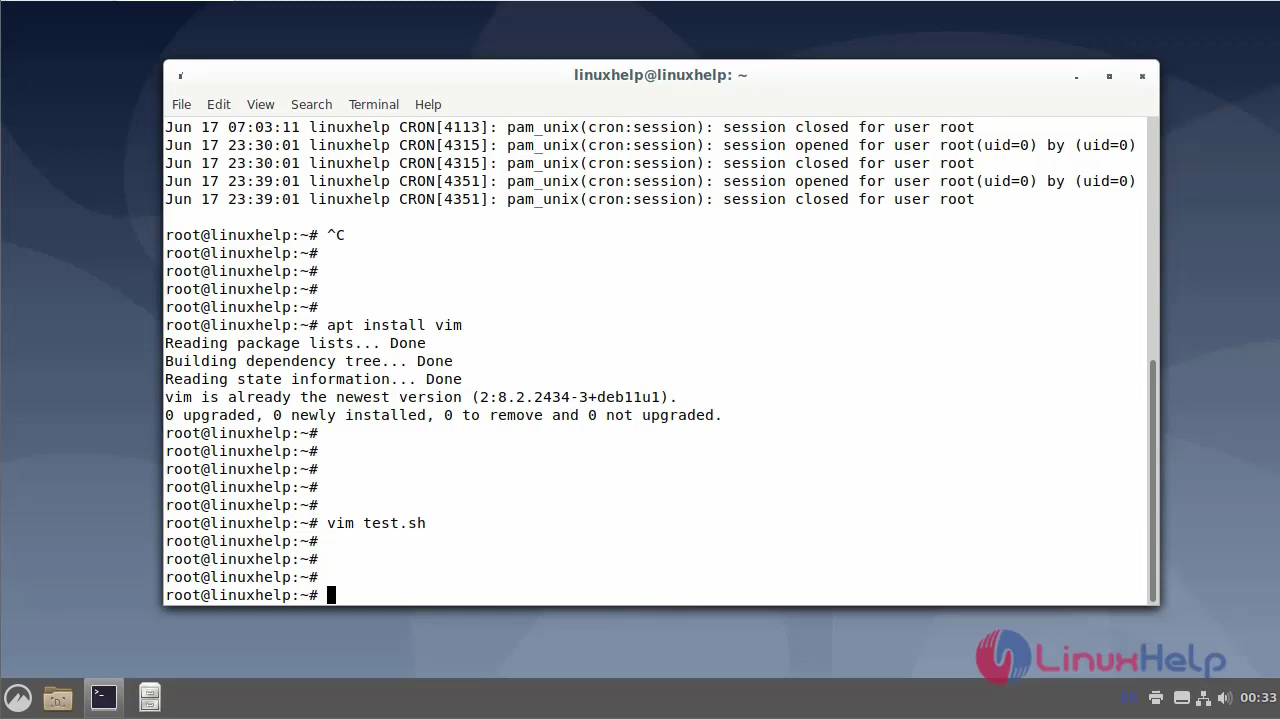 linuxhelp@linuxhelp: ~
File Edit View Search Terminal Help
Jun 17 07:03:11 linuxhelp CRON[4113]: pam_unix(cron:session): session closed for user root
Jun 17 23:30:01 linuxhelp CRON[4315]: pam_unix(cron:session): session opened for user root(uid=0) by (uid=0)
Jun 17 23:30:01 linuxhelp CRON[4315]: pam_unix(cron:session): session closed for user root
Jun 17 23:39:01 linuxhelp CRON[4351]: pam_unix(cron:session): session opened for user root(uid=0) by (uid=0)
Jun 17 23:39:01 linuxhelp CRON[4351]: pam_unix(cron:session): session closed for user root
root@linuxhelp:~# ^C
root@linuxhelp:~#
root@linuxhelp:~#
root@linuxhelp:~#
root@linuxhelp:~#
root@linuxhelp:~# apt install vim
Reading package lists... Done
Building dependency tree... Done
Reading state information... Done
vim is already the newest version (2:8.2.2434-3+deb11u1).
0 upgraded, 0 newly installed, 0 to remove and 0 not upgraded.
root@linuxhelp:~#
root@linuxhelp:~#
root@linuxhelp:~#
root@linuxhelp:~#
root@linuxhelp:~#
root@linuxhelp:~# vim test.sh
root@linuxhelp:~#
root@linuxhelp:~#
root@linuxhelp:~#
root@linuxhelp:~#
LinuxHelp
00:33